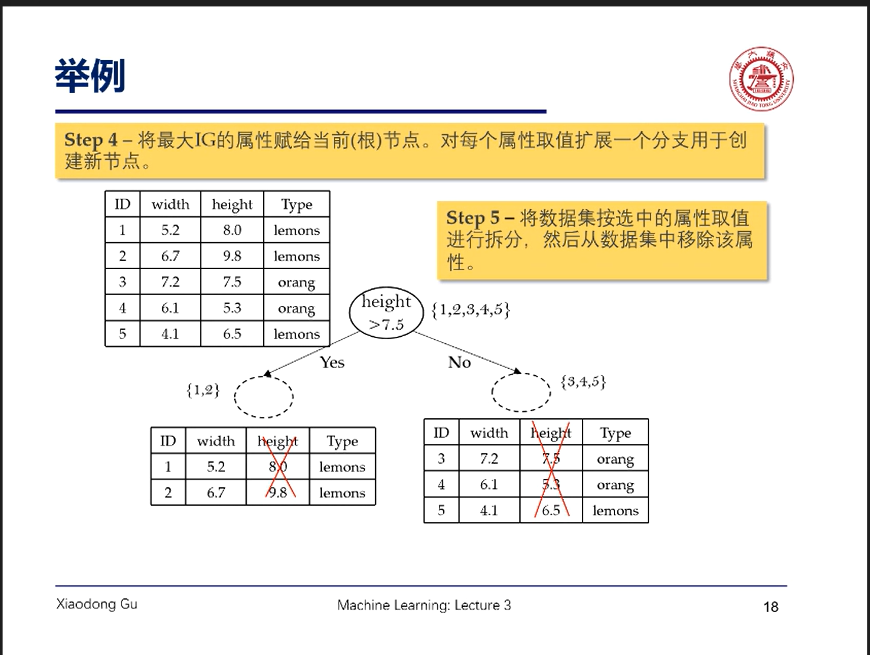 举例
Step 4 – 将最大IG的属性赋给当前(根)节点。对每个属性取值扩展一个分支用于创
建新节点。
ID width height Type
1 5.2 8.0 lemons
2 6.7 9.8 lemons
3 7.2 7.5 orang
4 6.1 5.3 orang
5 4.1 6.5 lemons
Step 5 – 将数据集按选中的属性取值
进行拆分，然后从数据集中移除该属
性。
height
>7.5
{1,2,3,4,5}
Yes
No
{1,2}
{3,4,5}
ID width height Type
1 5.2 8.0 lemons
2 6.7 9.8 lemons
ID width height Type
3 7.2 7.5 orang
4 6.1 5.3 orang
5 4.1 6.5 lemons
Xiaodong Gu
Machine Learning: Lecture 3
18